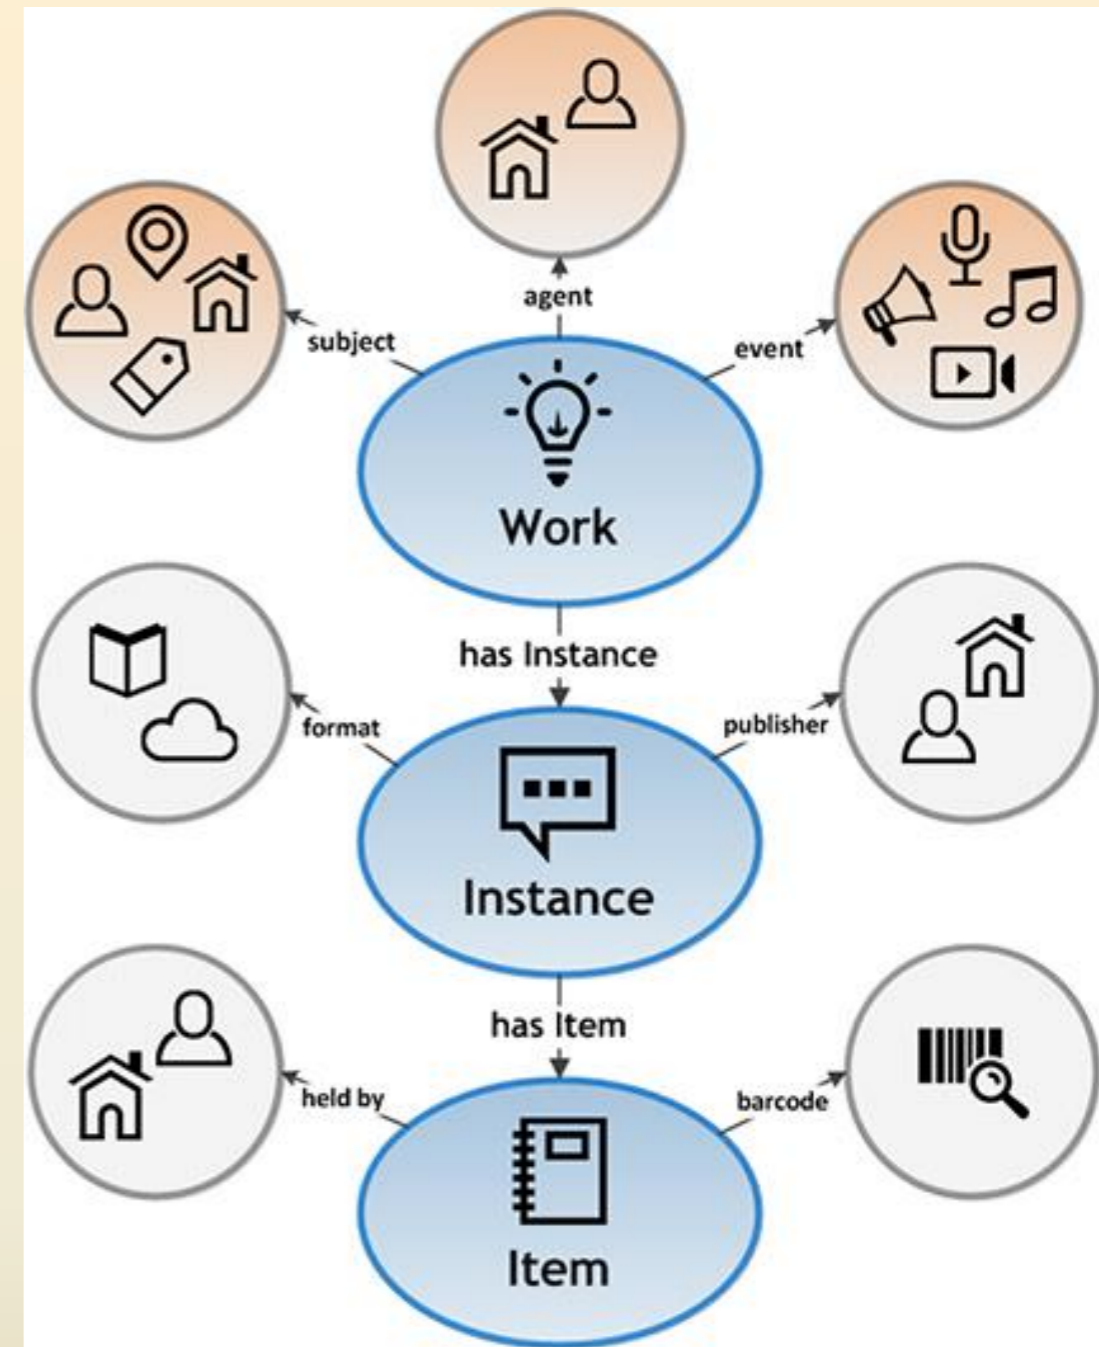 agent
subject
event
Work
has Instance
format
publisher
Instance
has Item
held by
barcode
Item